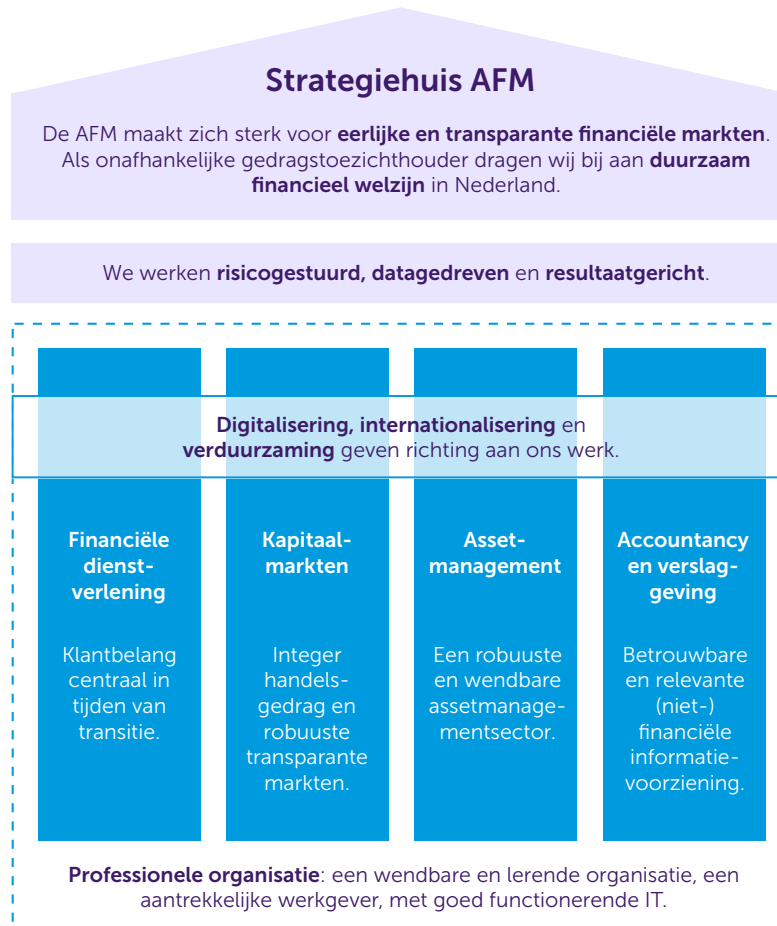 Strategiehuis AFM
De AFM maakt zich sterk voor eerlijke en transparante financiële markten.
Als onafhankelijke gedragstoezichthouder dragen wij bij aan duurzaam
financieel welzijn in Nederland.
We werken risicogestuurd, datagedreven en resultaatgericht.
Digitalisering, internationalisering en
verduurzaming geven richting aan ons werk.
Financiële
dienst-
verlening
Klantbelang
centraal in
tijden van
transitie.
Kapitaal-
markten
Integer
handels-
gedrag en
robuuste
transparante
markten.
Asset-
management
Een robuuste
en wendbare
assetmanage-
mentsector.
Accountancy
en verslag-
geving
Betrouwbare
en relevante
(niet-)
financiële
informatie-
voorziening.
Professionele organisatie: een wendbare en lerende organisatie, een
aantrekkelijke werkgever, met goed functionerende IT.